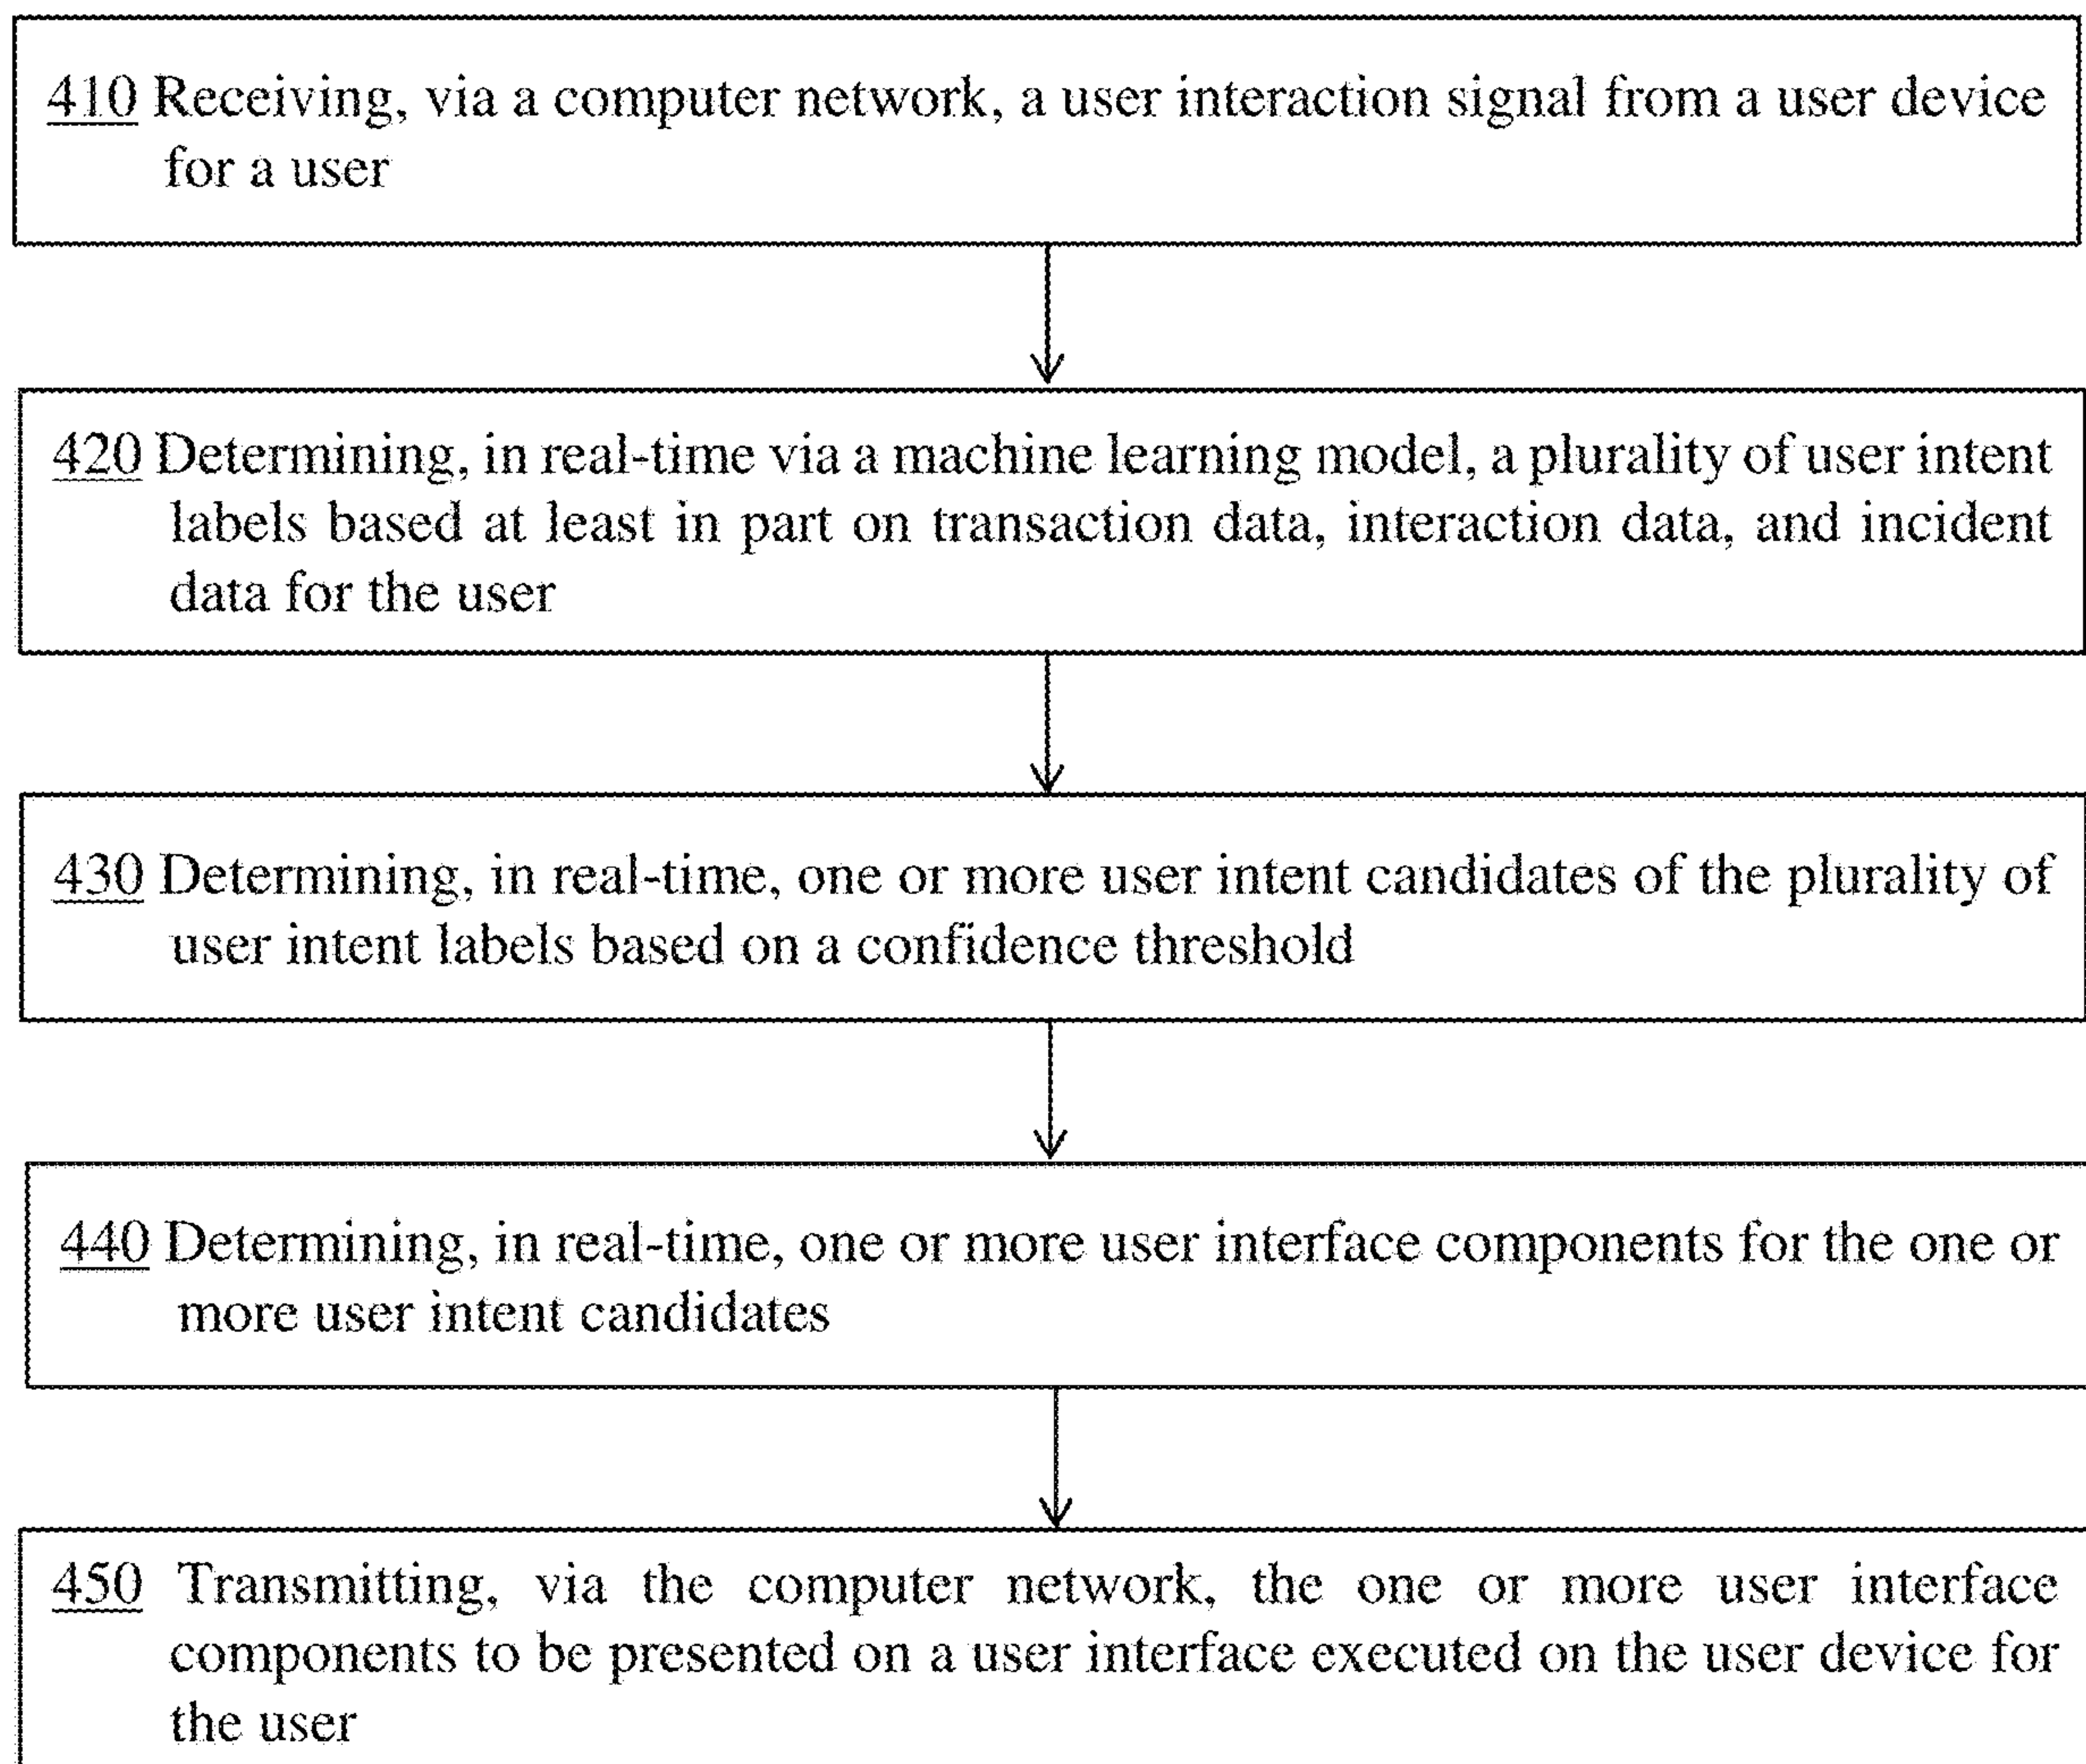 410 Receiving, via a computer network, a user interaction signal from a user device
for a user
420 Determining, in real-time via a machine learning model, a plurality of user intent
labels based at least in part on transaction data, interaction data, and incident
data for the user
430 Determining, in real-time, one or more user intent candidates of the plurality of
user intent labels based on a confidence threshold
440 Determining, in real-time, one or more user interface components for the one or
more user intent candidates
450 Transmitting, via the computer network, the one or more user interface
components to be presented on a user interface executed on the user device for
the user